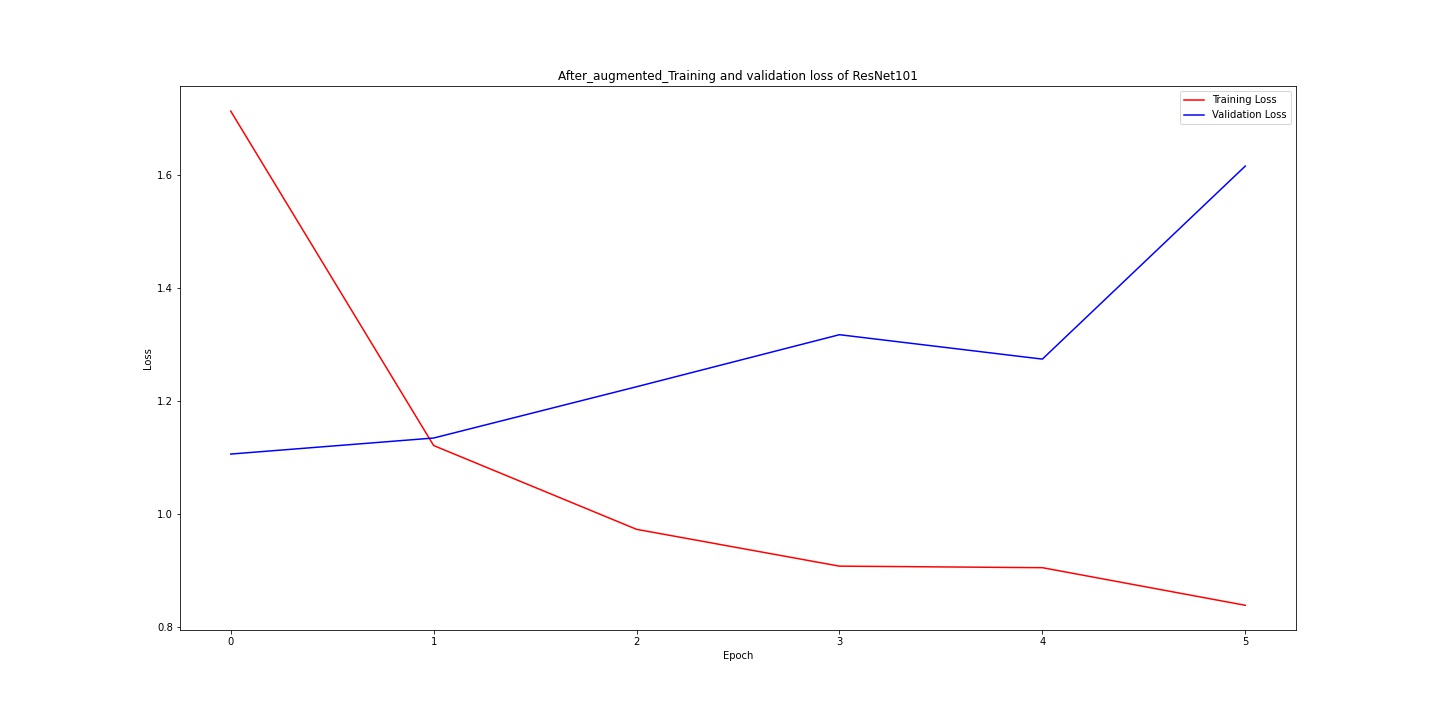 After_augmented_Training and validation loss of ResNet101
Training Loss
Validation Loss
1.6
1.4
1.2
1.0
0.8
Loss
0 1 2 3 4 5
Epoch